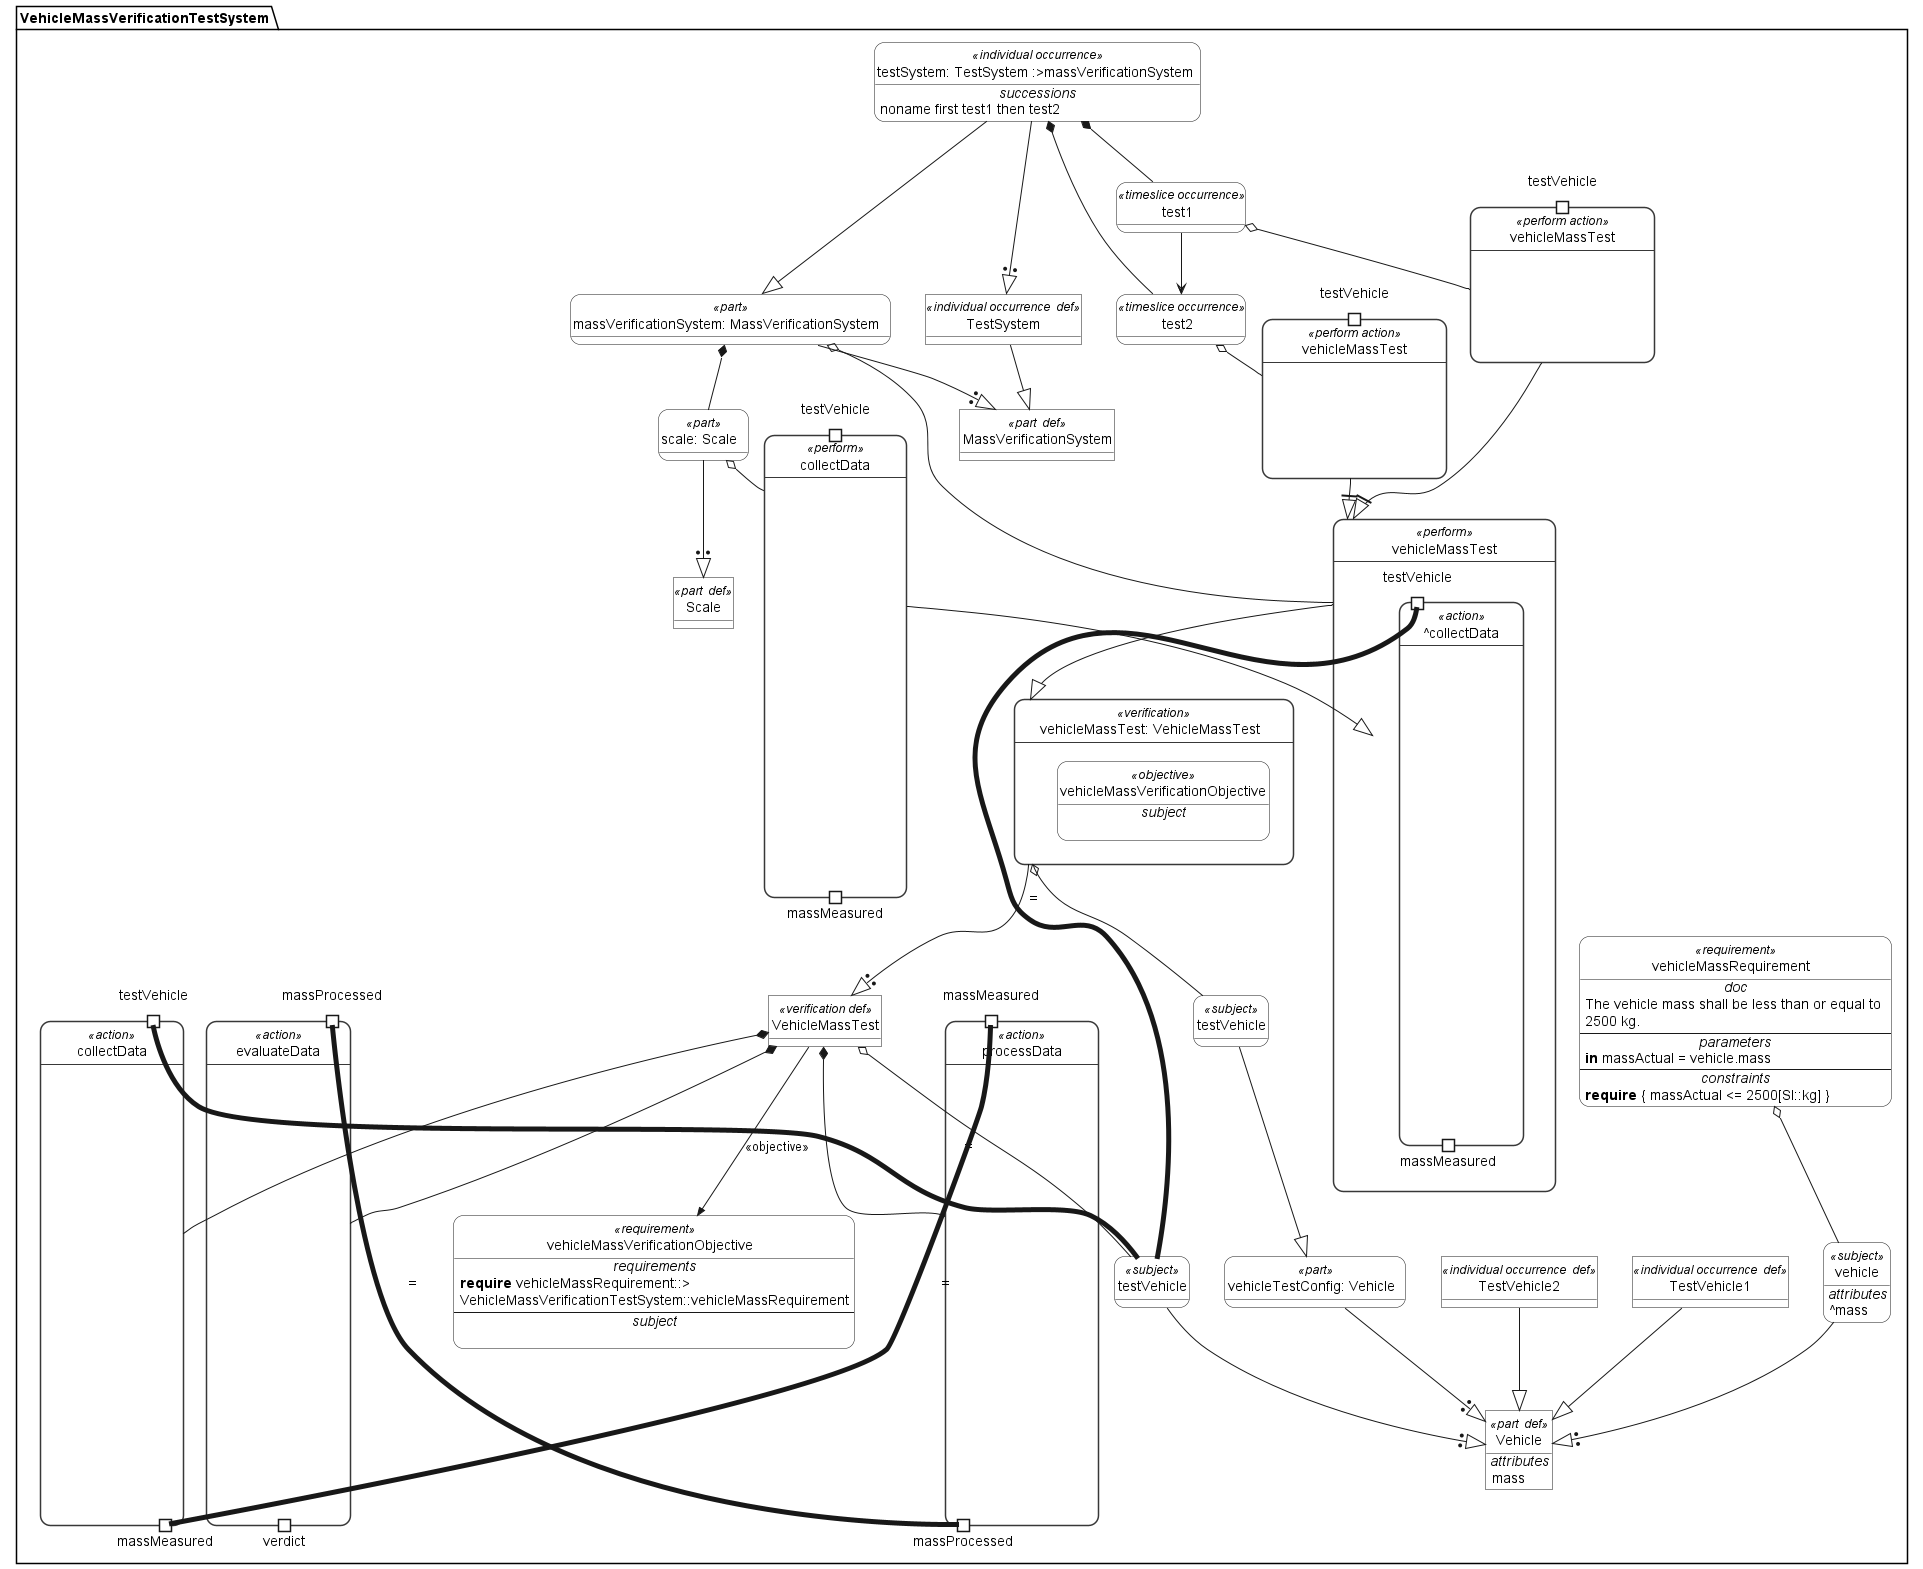 VehicleMassVerificationTestSystem
«individual occurrence»
testSystem: TestSystem :>massVerificationSystem
successions
noname first test1 then test2
«timeslice occurrence»
test1
testVehicle
«perform action»
vehicleMassTest
«part»
massVerificationSystem: MassVerificationSystem
«individual occurrence def»
TestSystem
«timeslice occurrence»
test2
testVehicle
«perform action»
vehicleMassTest
«part»
scale: Scale
testVehicle
«perform»
collectData
massMeasured
«part def»
MassVerificationSystem
«part def»
Scale
«perform»
vehicleMassTest
testVehicle
«action»
^collectData
massMeasured
«verification»
vehicleMassTest: VehicleMassTest
«objective»
vehicleMassVerificationObjective
subject
=
«requirement»
vehicleMassRequirement
doc
The vehicle mass shall be less than or equal to
2500 kg.
parameters
in massActual = vehicle.mass
constraints
require { massActual <= 2500[SI::kg] }
testVehicle
«action»
collectData
massMeasured
massProcessed
«action»
evaluateData
verdict
«verification def»
VehicleMassTest
massMeasured
«action»
processData
massProcessed
«subject»
testVehicle
«objective»
=
=
=
«requirement»
vehicleMassVerificationObjective
requirements
require vehicleMassRequirement::>
VehicleMassVerificationTestSystem::vehicleMassRequirement
subject
«subject»
testVehicle
«part»
vehicleTestConfig: Vehicle
«individual occurrence def»
TestVehicle2
«individual occurrence def»
TestVehicle1
«subject»
vehicle
attributes
^mass
«part def»
Vehicle
attributes
mass